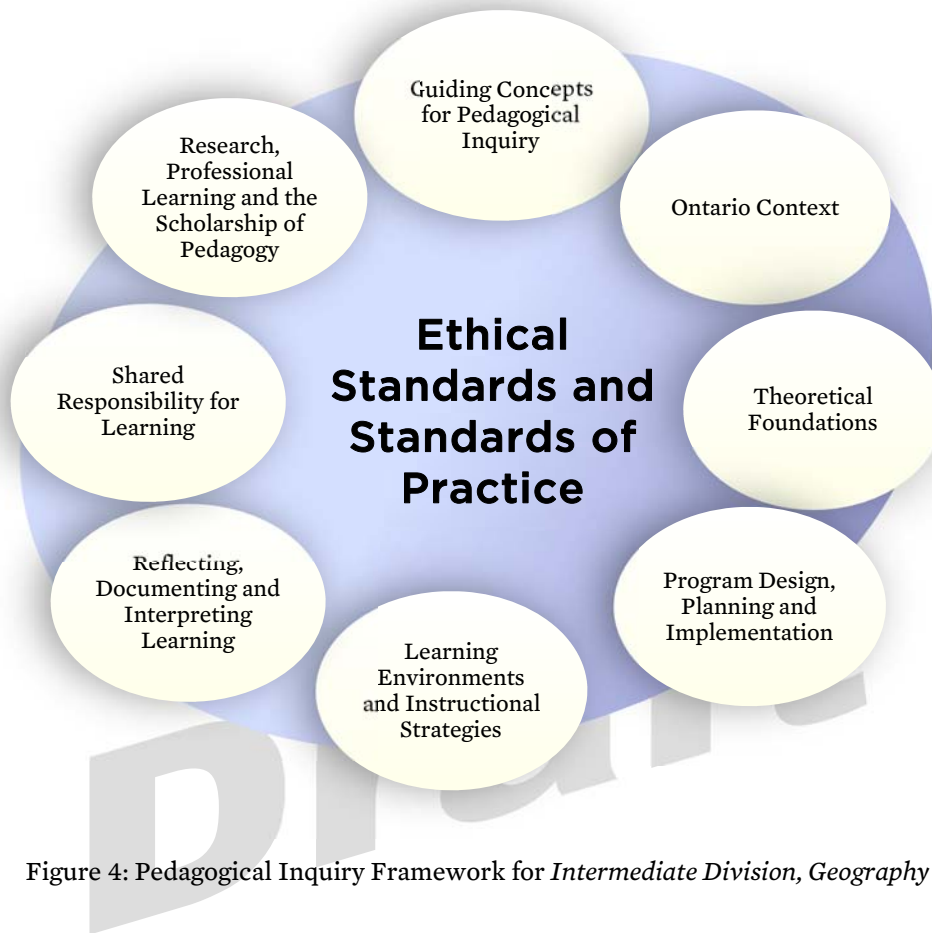 Guiding Concepts
for Pedagogical
Inquiry
Ontario Context
Theoretical
Foundations
Program Design,
Planning and
Implementation
Learning
Environments
and Instructional
Strategies
Reflecting,
Documenting and
Interpreting
Learning
Shared
Responsibility for
Learning
Research,
Professional
Learning and the
Scholarship of
Pedagogy
Ethical
Standards and
Standards of
Practice
Draft
Figure 4: Pedagogical Inquiry Framework for Intermediate Division, Geography